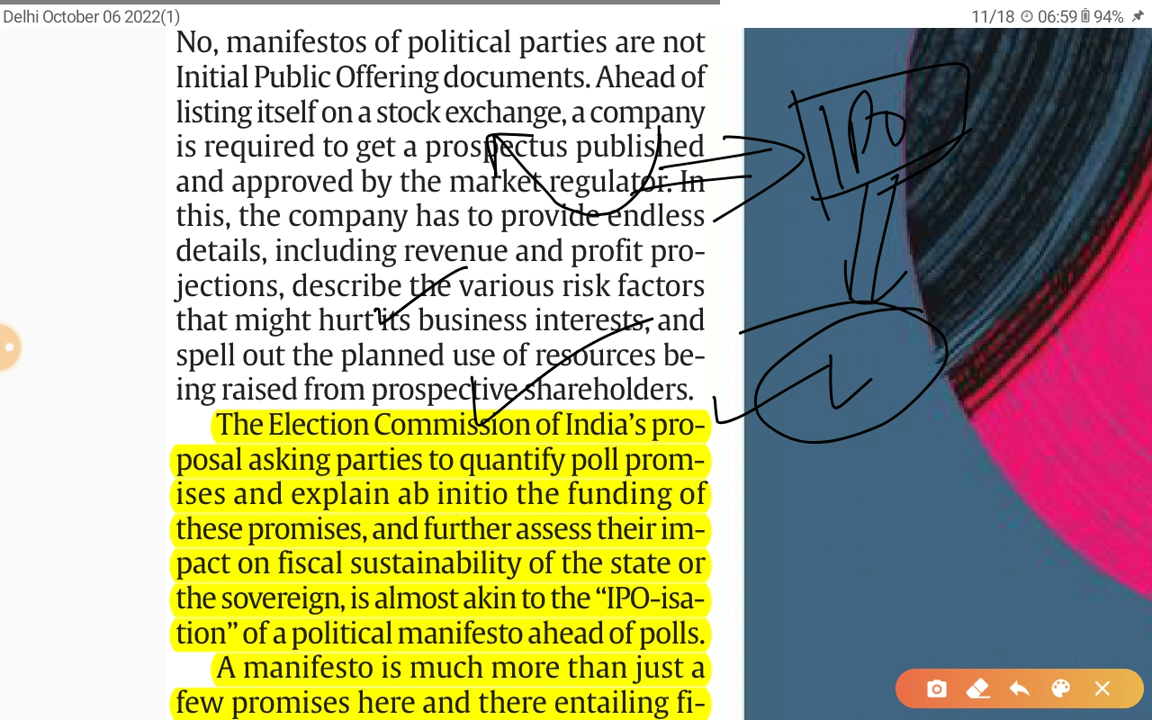 Delhi October 06 2022(1)
11/18 06:59 94%
No, manifestos of political parties are not
Initial Public Offering documents. Ahead of
listing itself on a stock exchange, a company
is required to get a prospectus published
and approved by the market regulator. In
this, the company has to provide endless
details, including revenue and profit pro-
jections, describe the various risk factors
that might hurt its business interests, and
spell out the planned use of resources be-
ing raised from prospective shareholders.
The Election Commission of India’s pro-
posal asking parties to quantify poll prom-
ises and explain ab initio the funding of
these promises, and further assess their im-
pact on fiscal sustainability of the state or
the sovereign, is almost akin to the “IPO-isa-
tion” of a political manifesto ahead of polls.
A manifesto is much more than just a
few promises here and there entailing fi-
IPO